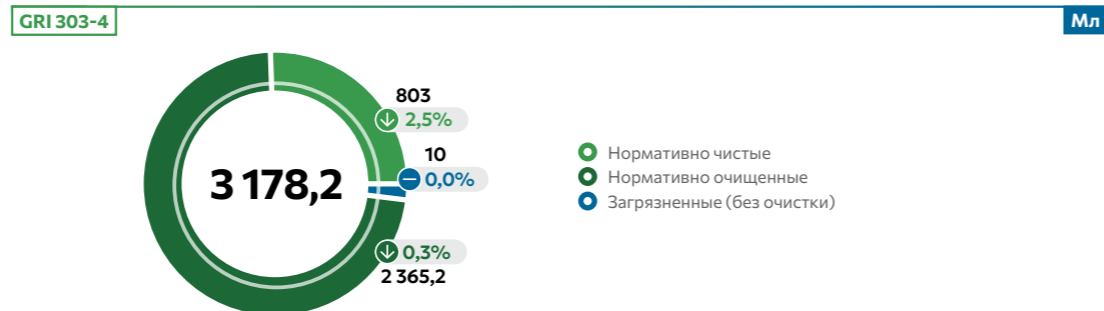 GRI 303-4
Мл
803
2,5%
10
0,0%
3 178,2
0,3%
2 365,2
Нормативно чистые
Нормативно очищенные
Загрязненные (без очистки)